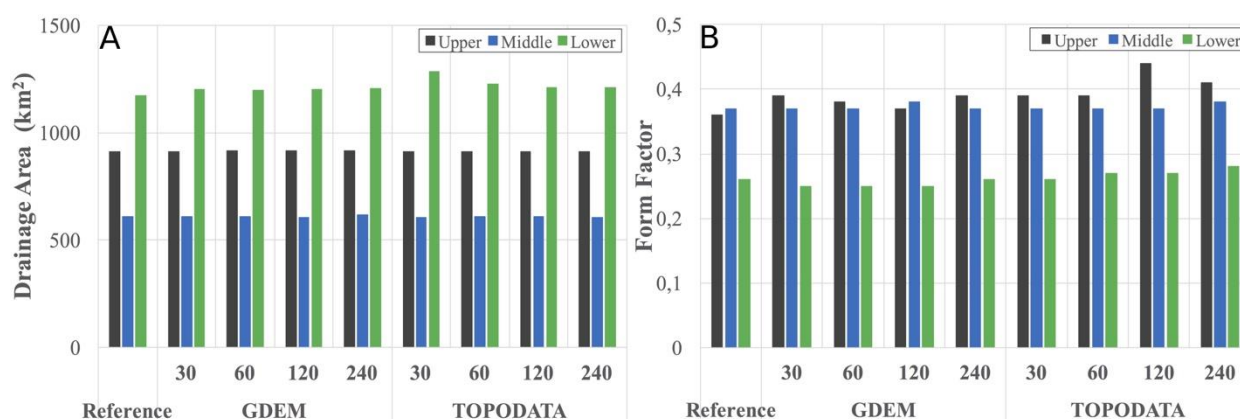 A
Upper Middle Lower
1500
1000
500
0
Drainage Area (km²)
30 60 120 240 30 60 120 240
Reference GDEM TOPODATA
B
Upper Middle Lower
0,5
0,4
0,3
0,2
0,1
0
Form Factor
30 60 120 240 30 60 120 240
Reference GDEM TOPODATA